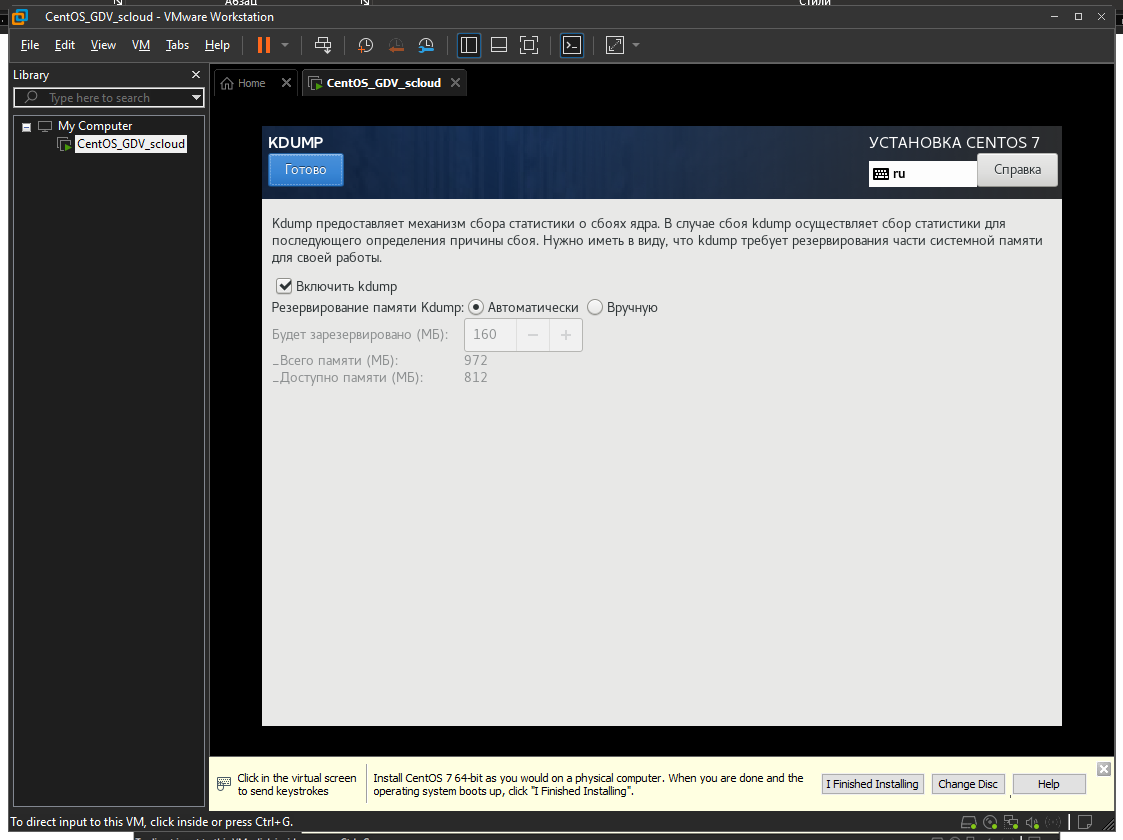 Абзац
Стили
CentOS_GDV_scloud - VMware Workstation
File Edit View VM Tabs Help
Library
Type here to search
My Computer
CentOS_GDV_scloud
Home
CentOS_GDV_scloud
KDUMP
УСТАНОВКА CENTOS 7
Готово
ru
Справка
Kdump предоставляет механизм сбора статистики о сбоях ядра. В случае сбоя kdump осуществляет сбор статистики для
последующего определения причины сбоя. Нужно иметь в виду, что kdump требует резервирования части системной памяти
для своей работы.
Включить kdump
Резервирование памяти Kdump: Автоматически Вручную
Будет зарезервировано (МБ): 160 − +
_Всего памяти (МБ): 972
_Доступно памяти (МБ): 812
Click in the virtual screen
to send keystrokes
Install CentOS 7 64-bit as you would on a physical computer. When you are done and the
operating system boots up, click "I Finished Installing".
I Finished Installing
Change Disc
Help
To direct input to this VM, click inside or press Ctrl+G.